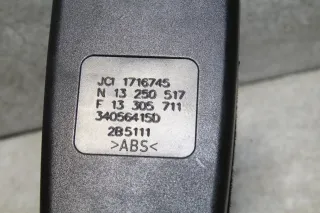 JCI 1716745
N 13 250 517
F 13 305 711
34056415D
2B5111
>ABS<